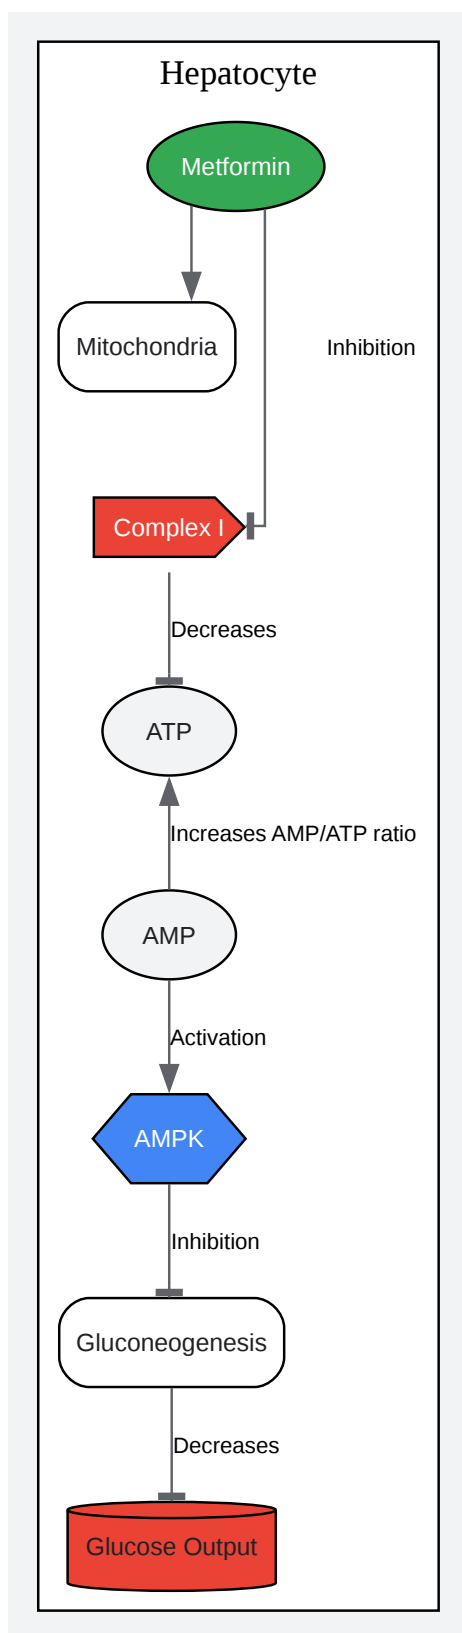 Hepatocyte
Metformin
Mitochondria
Inhibition
Complex I
Decreases
ATP
Increases AMP/ATP ratio
AMP
Activation
AMPK
Inhibition
Gluconeogenesis
Decreases
Glucose Output